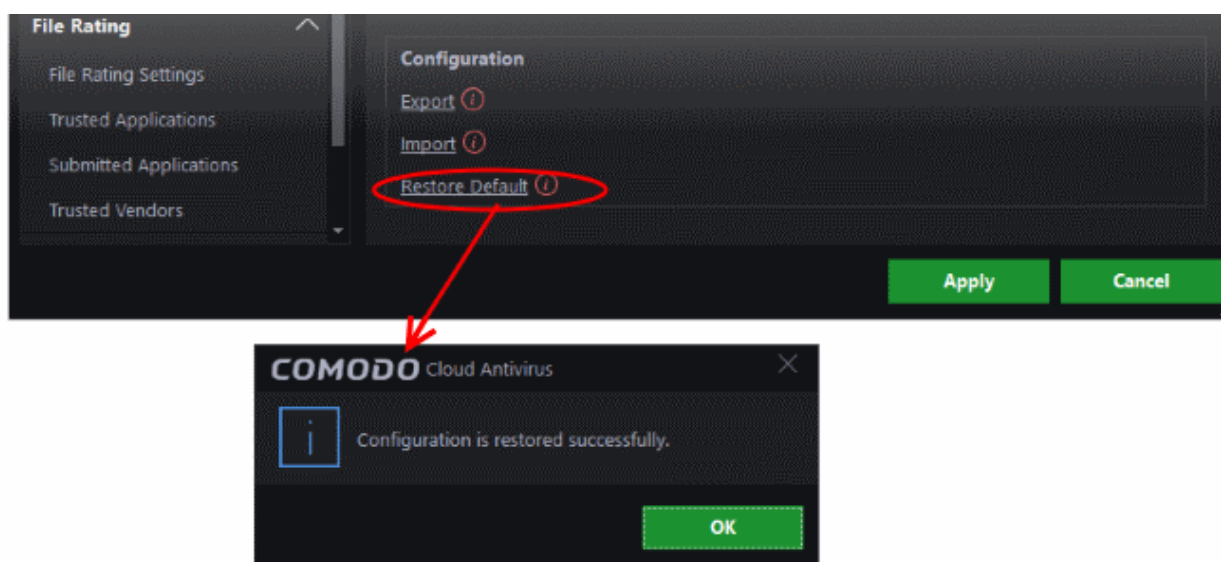 File Rating
File Rating Settings
Trusted Applications
Submitted Applications
Trusted Vendors
Configuration
Export
Import
Restore Default
Apply
Cancel
COMODO Cloud Antivirus
Configuration is restored successfully.
OK